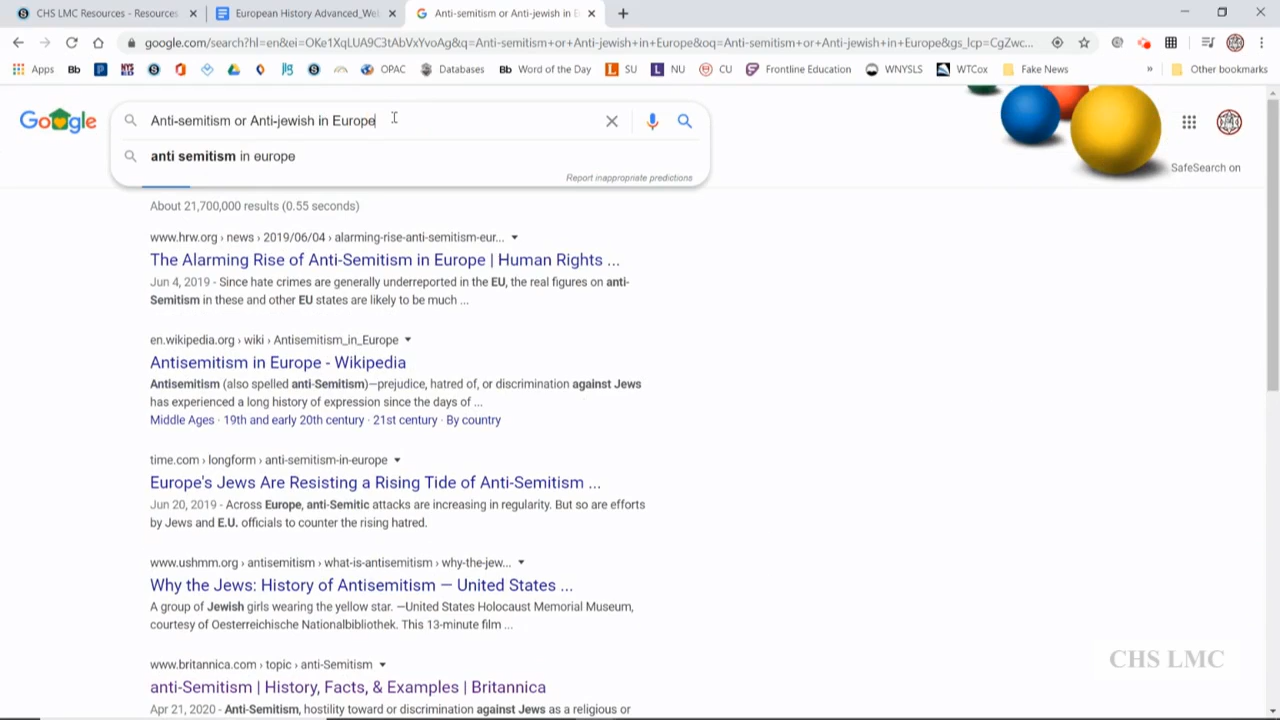 CHS LMC Resources - Resources
European History Advanced_We
Anti-semitism or Anti-jewish in E
google.com/search?hl=en&ei=OKe1XqLUA9C3tAbVxYvoAg&q=Anti-semitism+or+Anti-jewish+in+Europe&oq=Anti-semitism+or+Anti-jewish+in+Europe&gs_lcp=CgZwc...
Apps Bb OPAC Databases Bb Word of the Day SU NU CU Frontline Education WNYSLS WTCox Fake News » Other bookmarks
Google
Anti-semitism or Anti-jewish in Europe
anti semitism in europe
Report inappropriate predictions
SafeSearch on
About 21,700,000 results (0.55 seconds)
www.hrw.org › news › 2019/06/04 › alarming-rise-anti-semitism-eur...
The Alarming Rise of Anti-Semitism in Europe | Human Rights ...
Jun 4, 2019 - Since hate crimes are generally underreported in the EU, the real figures on anti-
Semitism in these and other EU states are likely to be much ...
en.wikipedia.org › wiki › Antisemitism_in_Europe
Antisemitism in Europe - Wikipedia
Antisemitism (also spelled anti-Semitism)—prejudice, hatred of, or discrimination against Jews
has experienced a long history of expression since the days of ...
Middle Ages · 19th and early 20th century · 21st century · By country
time.com › longform › anti-semitism-in-europe
Europe's Jews Are Resisting a Rising Tide of Anti-Semitism ...
Jun 20, 2019 - Across Europe, anti-Semitic attacks are increasing in regularity. But so are efforts
by Jews and E.U. officials to counter the rising hatred.
www.ushmm.org › antisemitism › what-is-antisemitism › why-the-jew...
Why the Jews: History of Antisemitism — United States ...
A group of Jewish girls wearing the yellow star. —United States Holocaust Memorial Museum,
courtesy of Oesterreichische Nationalbibliothek. This 13-minute film ...
www.britannica.com › topic › anti-Semitism
anti-Semitism | History, Facts, & Examples | Britannica
Apr 21, 2020 - Anti-Semitism, hostility toward or discrimination against Jews as a religious or
CHS LMC